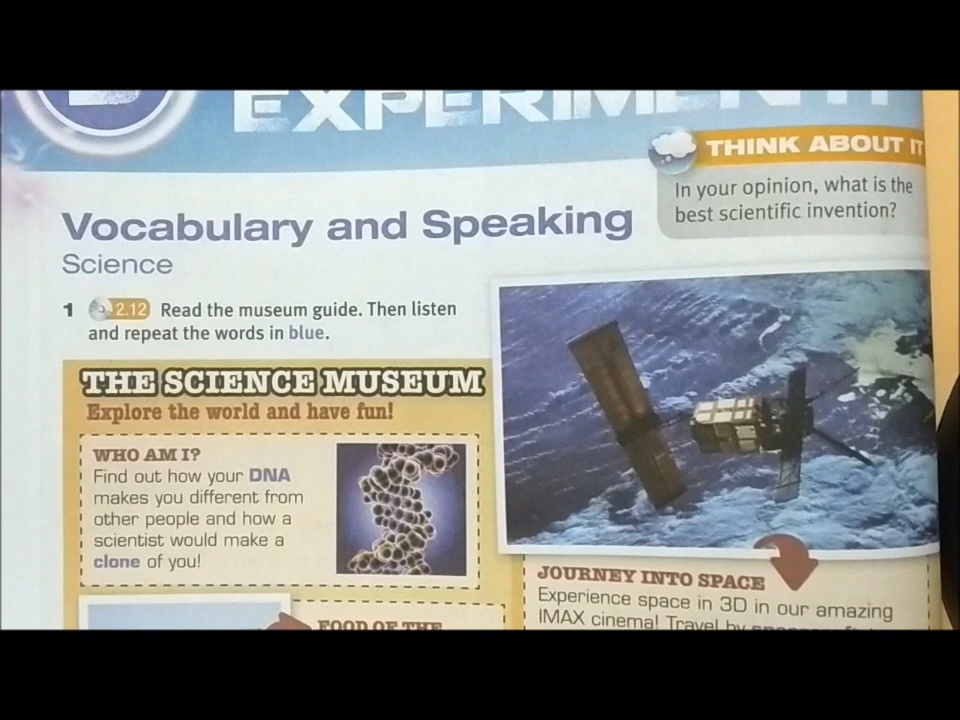 THINK ABOUT IT
In your opinion, what is the
best scientific invention?
Vocabulary and Speaking
Science
1 2.12 Read the museum guide. Then listen
and repeat the words in blue.
THE SCIENCE MUSEUM
Explore the world and have fun!
WHO AM I?
Find out how your DNA
makes you different from
other people and how a
scientist would make a
clone of you!
JOURNEY INTO SPACE
Experience space in 3D in our amazing
IMAX cinema! Travel by
FOOD OF THE